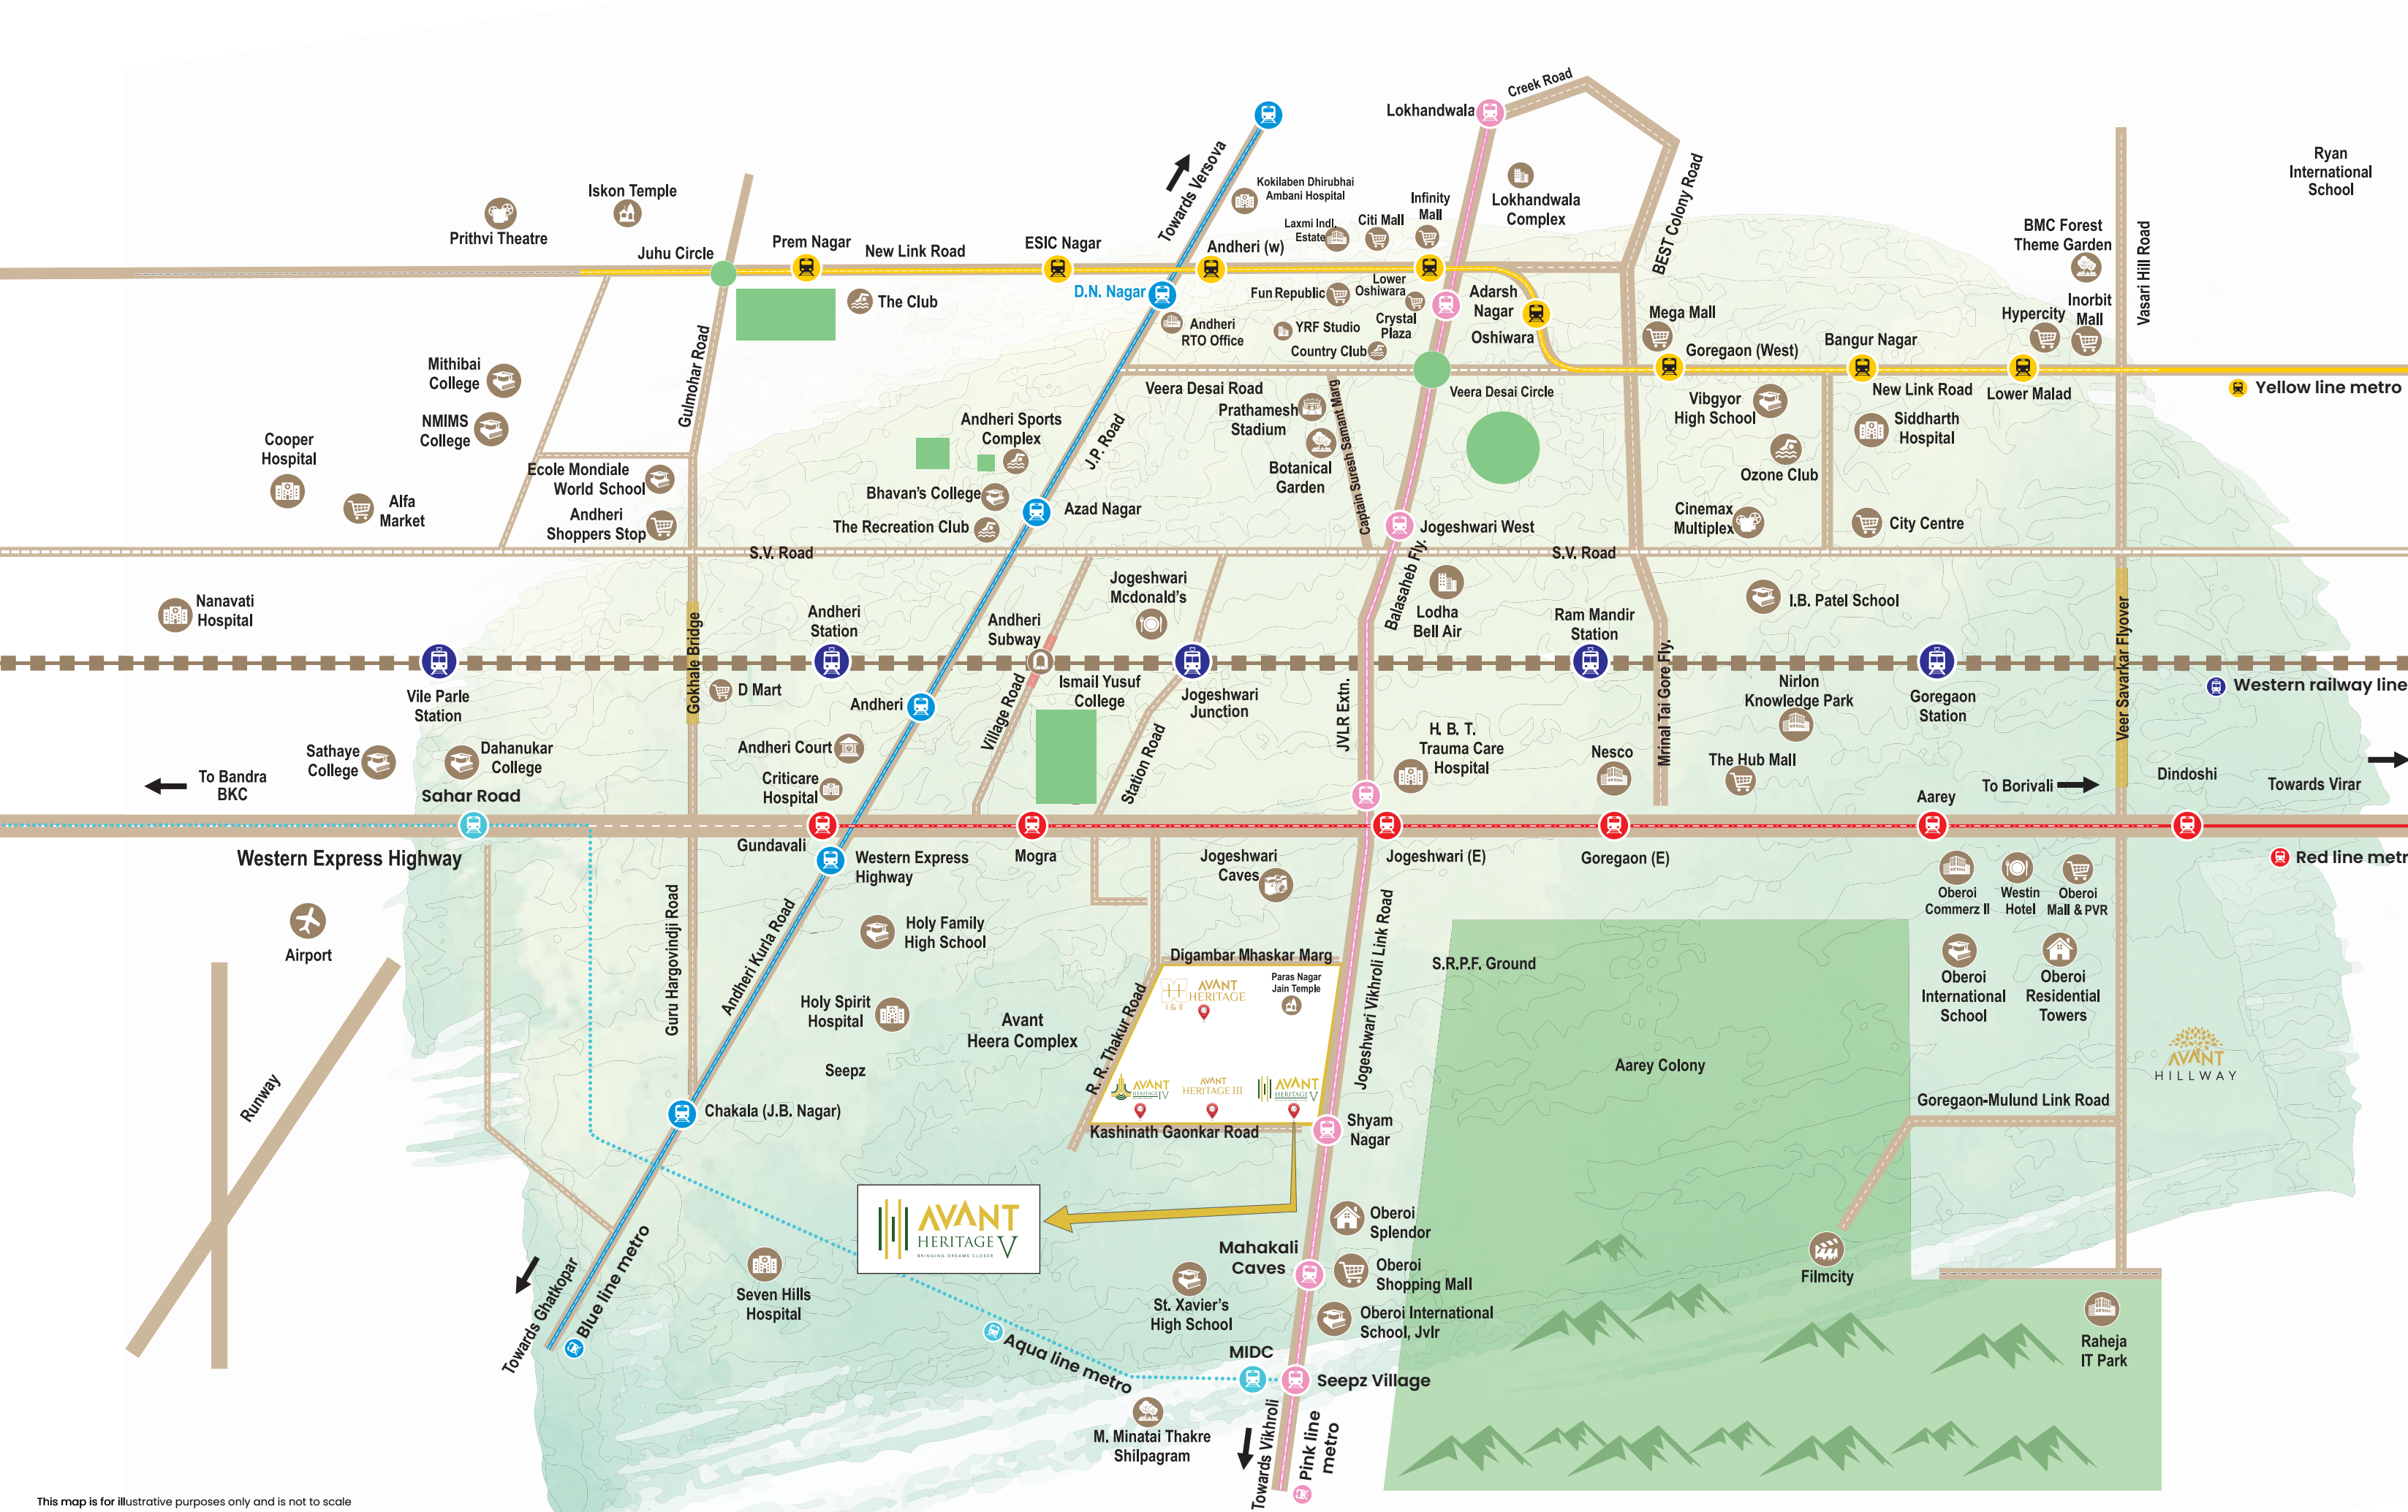 Creek Road
Lokhandwala
Ryan
International
School
Towards Versova
Iskon Temple
Prithvi Theatre
Kokilaben Dhirubhai
Ambani Hospital
Infinity
Mall
Lokhandwala
Complex
BEST Colony Road
Laxmi Indl.
Estate
Citi Mall
BMC Forest
Theme Garden
Vasari Hill Road
Juhu Circle
Prem Nagar
New Link Road
ESIC Nagar
Andheri (w)
D.N. Nagar
The Club
Fun Republic
Lower
Oshiwara
Adarsh
Nagar
Mega Mall
Hypercity
Inorbit
Mall
Andheri
RTO Office
YRF Studio
Crystal
Plaza
Country Club
Oshiwara
Goregaon (West)
Bangur Nagar
Gulmohar Road
Mithibai
College
Veera Desai Road
Veera Desai Circle
New Link Road
Lower Malad
Yellow line metro
NMIMS
College
Andheri Sports
Complex
J.P. Road
Prathamesh
Stadium
Captain Suresh Samant Marg
Vibgyor
High School
Siddharth
Hospital
Cooper
Hospital
Ecole Mondiale
World School
Botanical
Garden
Ozone Club
Alfa
Market
Andheri
Shoppers Stop
Bhavan's College
The Recreation Club
Azad Nagar
Jogeshwari West
Cinemax
Multiplex
City Centre
S.V. Road
S.V. Road
Nanavati
Hospital
Gokhale Bridge
Andheri
Station
Andheri
Subway
Jogeshwari
Mcdonald's
Balasaheb Fly.
Lodha
Bell Air
Ram Mandir
Station
I.B. Patel School
Veer Savarkar Flyover
Vile Parle
Station
D Mart
Andheri
Village Road
Ismail Yusuf
College
Jogeshwari
Junction
JVLR Extn.
Mrinal Tai Gore Fly.
Nirlon
Knowledge Park
Goregaon
Station
Western railway line
Sathaye
College
Dahanukar
College
Andheri Court
Criticare
Hospital
Station Road
H. B. T.
Trauma Care
Hospital
Nesco
The Hub Mall
To Bandra
BKC
Sahar Road
To Borivali
Aarey
Dindoshi
Towards Virar
Western Express Highway
Gundavali
Western Express
Highway
Mogra
Jogeshwari
Caves
Jogeshwari (E)
Goregaon (E)
Red line metr
Oberoi
Commerz II
Westin
Hotel
Oberoi
Mall & PVR
Airport
Guru Hargovindji Road
Andheri Kurla Road
Holy Family
High School
Digambar Mhaskar Marg
Jogeshwari Vikhroli Link Road
S.R.P.F. Ground
Oberoi
International
School
Oberoi
Residential
Towers
AVANT
HERITAGE
I & II
Paras Nagar
Jain Temple
Holy Spirit
Hospital
Avant
Heera Complex
R. R. Thakur Road
Seepz
Aarey Colony
AVANT
HILLWAY
Runway
Chakala (J.B. Nagar)
AVANT
HERITAGE IV
AVANT
HERITAGE III
AVANT
HERITAGE V
Goregaon-Mulund Link Road
Kashinath Gaonkar Road
Shyam
Nagar
AVANT
HERITAGE V
BRINGING DREAMS CLOSER
Oberoi
Splendor
Towards Ghatkopar
Blue line metro
Seven Hills
Hospital
Mahakali
Caves
Oberoi
Shopping Mall
Filmcity
St. Xavier's
High School
Oberoi International
School, Jvlr
Aqua line metro
MIDC
Seepz Village
Raheja
IT Park
M. Minatai Thakre
Shilpagram
Towards Vikhroli
Pink line
metro
This map is for illustrative purposes only and is not to scale